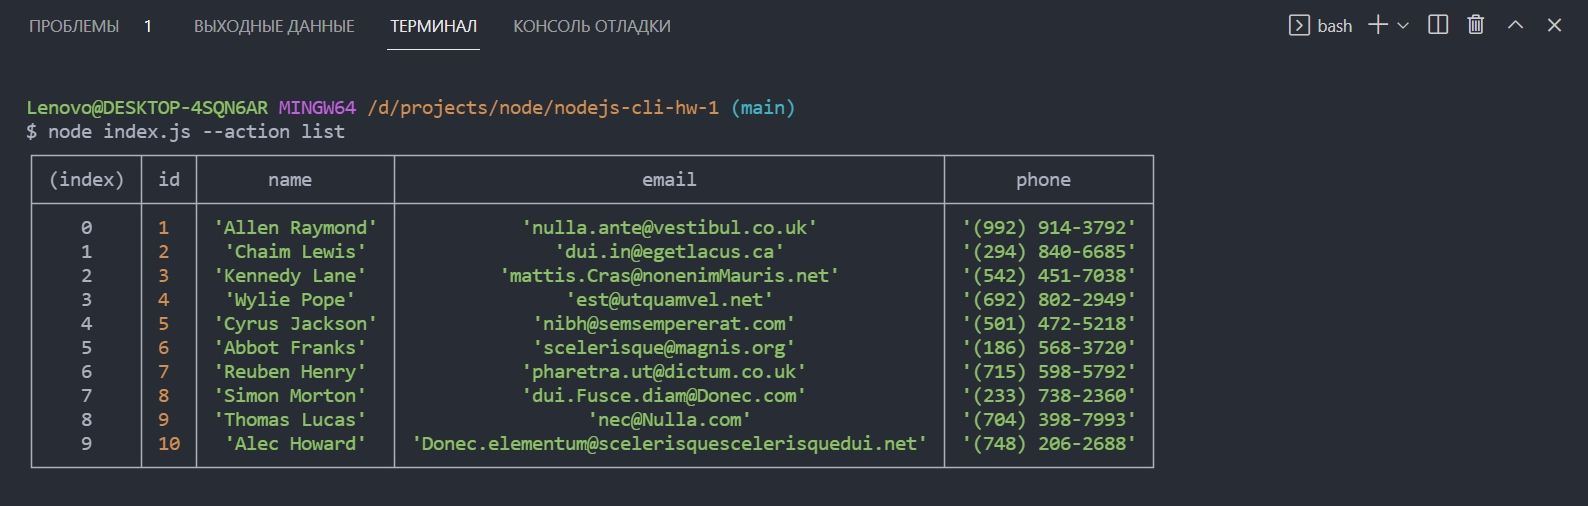 ПРОБЛЕМЫ 1 ВЫХОДНЫЕ ДАННЫЕ ТЕРМИНАЛ КОНСОЛЬ ОТЛАДКИ bash
Lenovo@DESKTOP-4SQN6AR MINGW64 /d/projects/node/nodejs-cli-hw-1 (main)
$ node index.js --action list
(index) id name email phone
0 1 'Allen Raymond' 'nulla.ante@vestibul.co.uk' '(992) 914-3792'
1 2 'Chaim Lewis' 'dui.in@egetlacus.ca' '(294) 840-6685'
2 3 'Kennedy Lane' 'mattis.Cras@nonenimMauris.net' '(542) 451-7038'
3 4 'Wylie Pope' 'est@utquamvel.net' '(692) 802-2949'
4 5 'Cyrus Jackson' 'nibh@semsempererat.com' '(501) 472-5218'
5 6 'Abbot Franks' 'scelerisque@magnis.org' '(186) 568-3720'
6 7 'Reuben Henry' 'pharetra.ut@dictum.co.uk' '(715) 598-5792'
7 8 'Simon Morton' 'dui.Fusce.diam@Donec.com' '(233) 738-2360'
8 9 'Thomas Lucas' 'nec@Nulla.com' '(704) 398-7993'
9 10 'Alec Howard' 'Donec.elementum@scelerisquescelerisquedui.net' '(748) 206-2688'